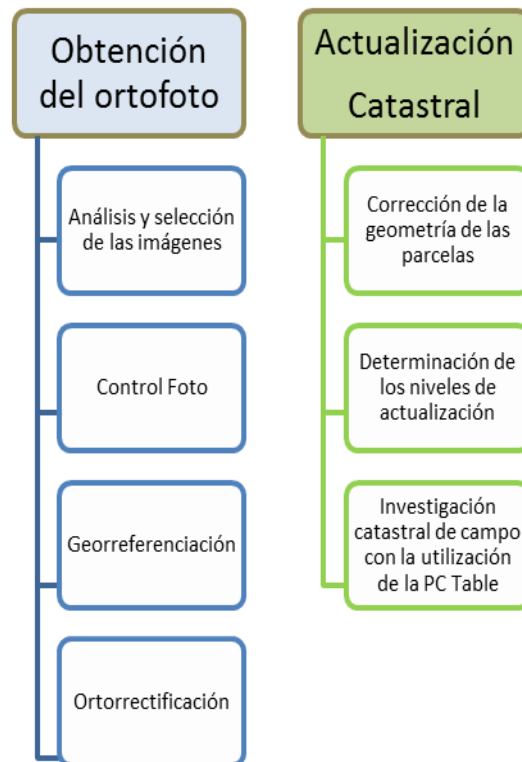 Obtención
del ortofoto
Análisis y selección
de las imágenes
Control Foto
Georreferenciación
Ortorrectificación
Actualización
Catastral
Corrección de la
geometría de las
parcelas
Determinación de
los niveles de
actualización
Investigación
catastral de campo
con la utilización
de la PC Table